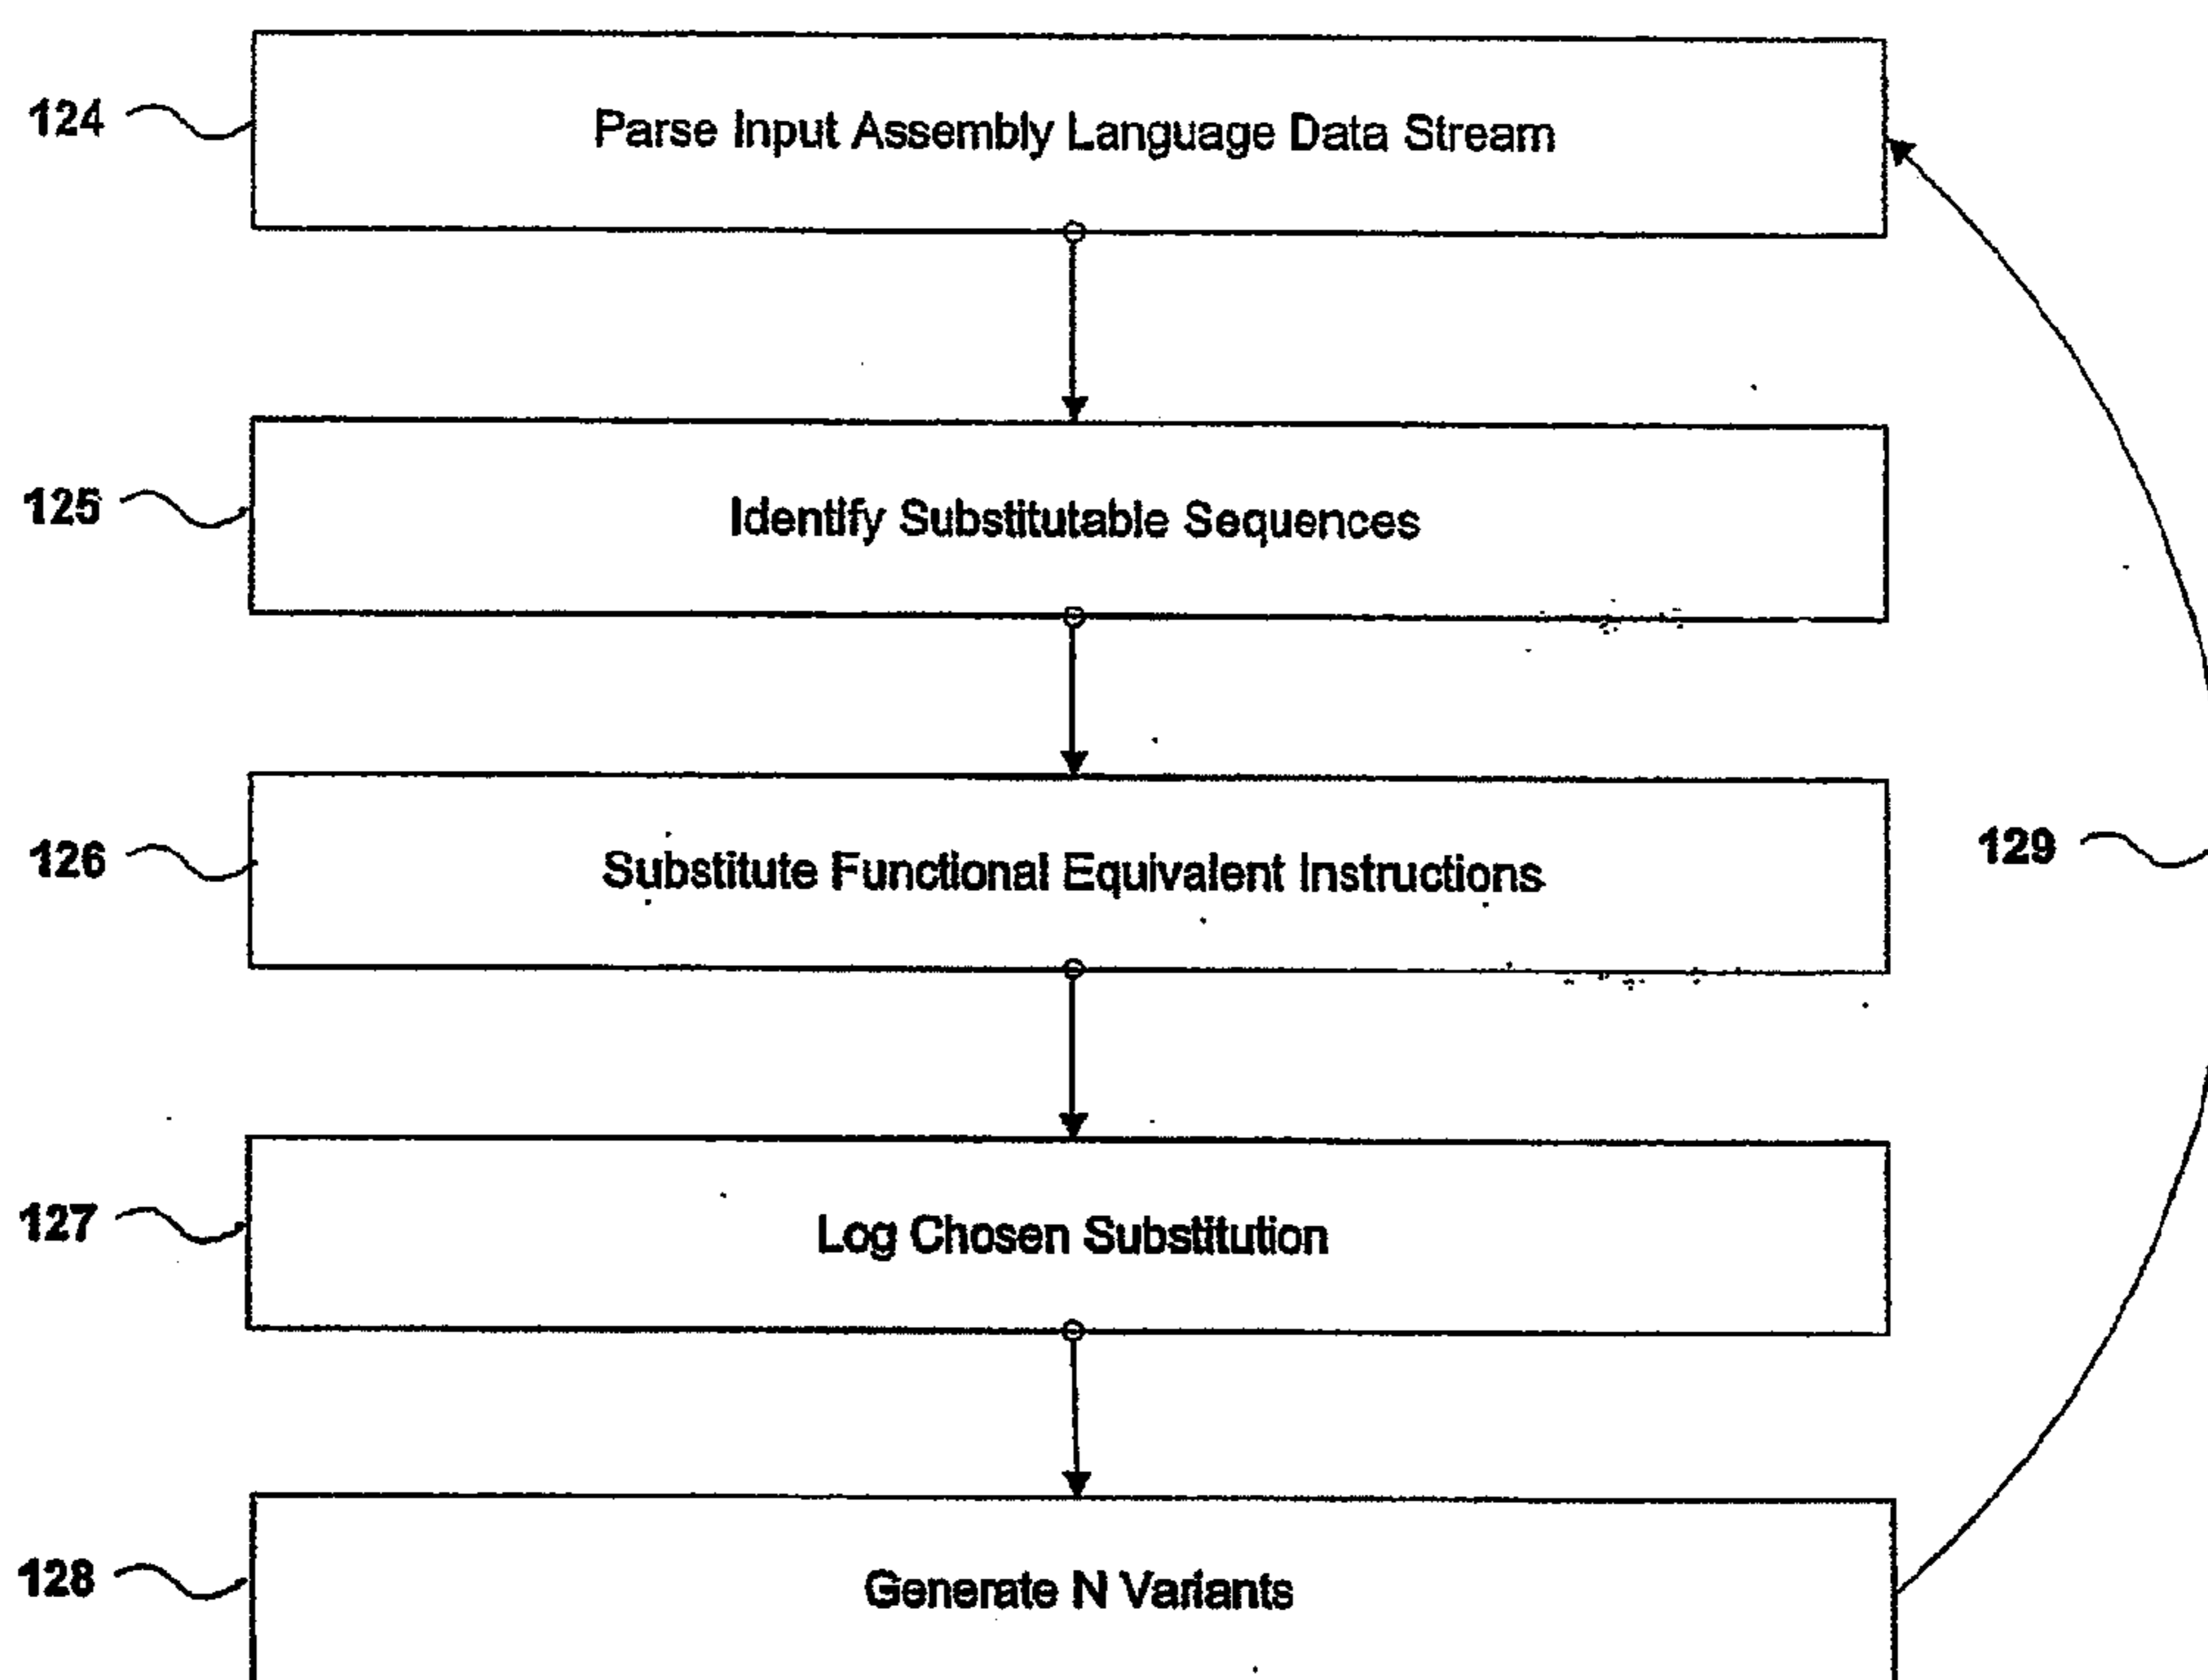 124
Parse Input Assembly Language Data Stream
125
Identify Substitutable Sequences
126
Substitute Functional Equivalent Instructions
129
127
Log Chosen Substitution
128
Generate N Variants